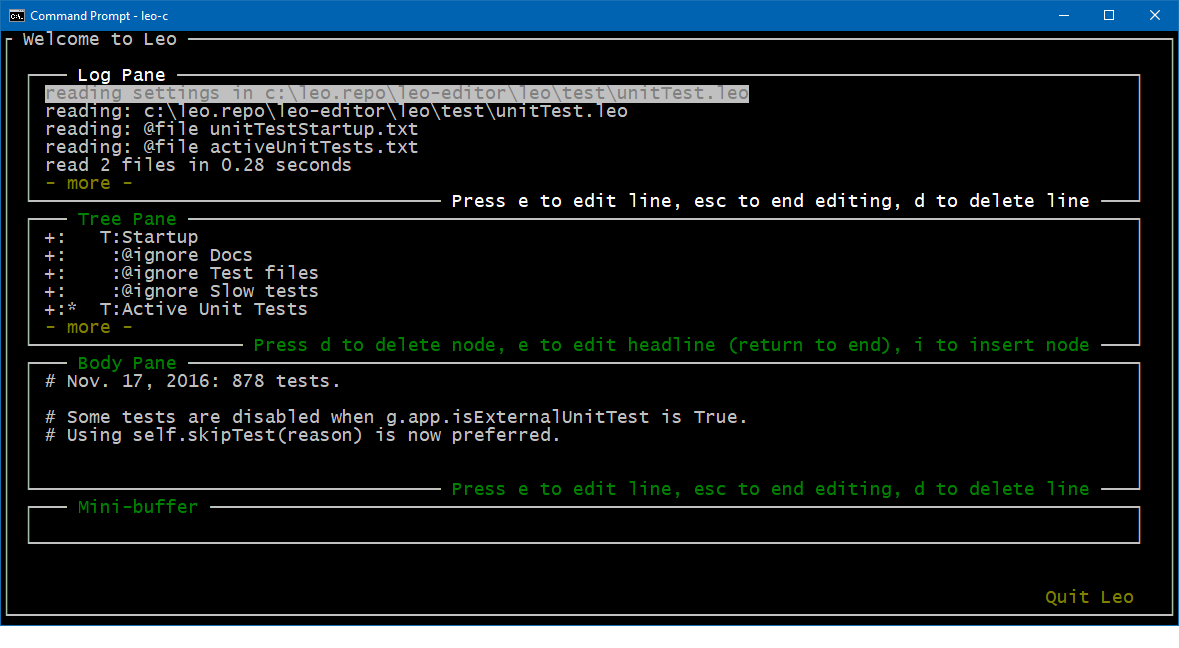 Command Prompt - leo-c
Welcome to Leo
Log Pane
reading settings in c:\leo.repo\leo-editor\leo\test\unitTest.leo
reading: c:\leo.repo\leo-editor\leo\test\unitTest.leo
reading: @file unitTestStartup.txt
reading: @file activeUnitTests.txt
read 2 files in 0.28 seconds
- more -
Press e to edit line, esc to end editing, d to delete line
Tree Pane
+:   T:Startup
+:    :@ignore Docs
+:    :@ignore Test files
+:    :@ignore Slow tests
+:*  T:Active Unit Tests
- more -
Press d to delete node, e to edit headline (return to end), i to insert node
Body Pane
# Nov. 17, 2016: 878 tests.
# Some tests are disabled when g.app.isExternalUnitTest is True.
# Using self.skipTest(reason) is now preferred.
Press e to edit line, esc to end editing, d to delete line
Mini-buffer
Quit Leo